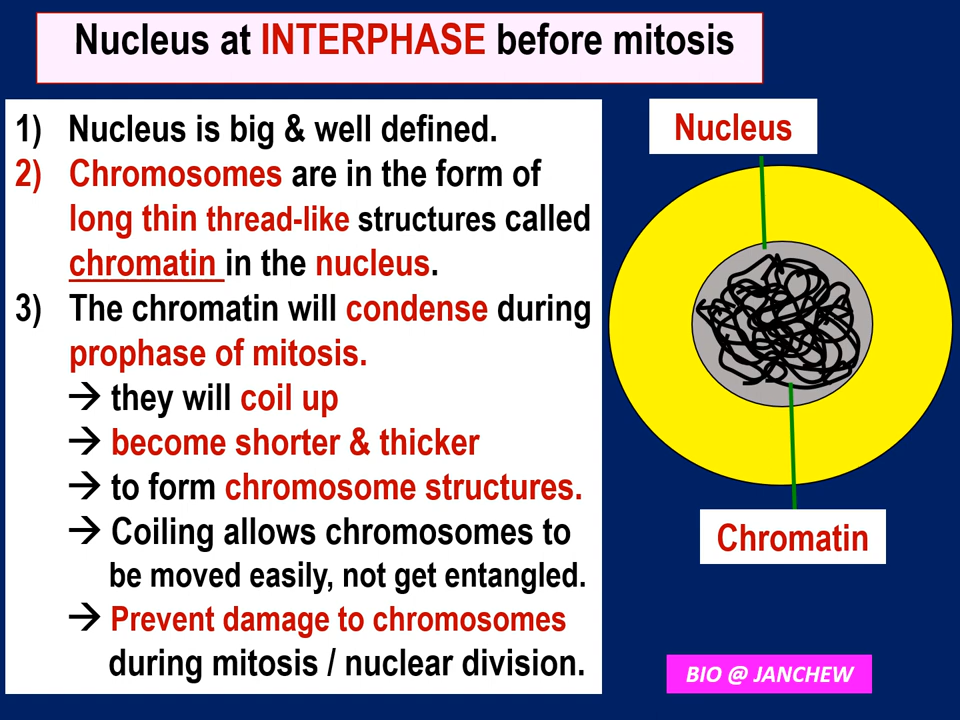 Nucleus at INTERPHASE before mitosis
1) Nucleus is big & well defined.
2) Chromosomes are in the form of
long thin thread-like structures called
chromatin in the nucleus.
3) The chromatin will condense during
prophase of mitosis.
→ they will coil up
→ become shorter & thicker
→ to form chromosome structures.
→ Coiling allows chromosomes to
be moved easily, not get entangled.
→ Prevent damage to chromosomes
during mitosis / nuclear division.
Nucleus
Chromatin
BIO @ JANCHEW